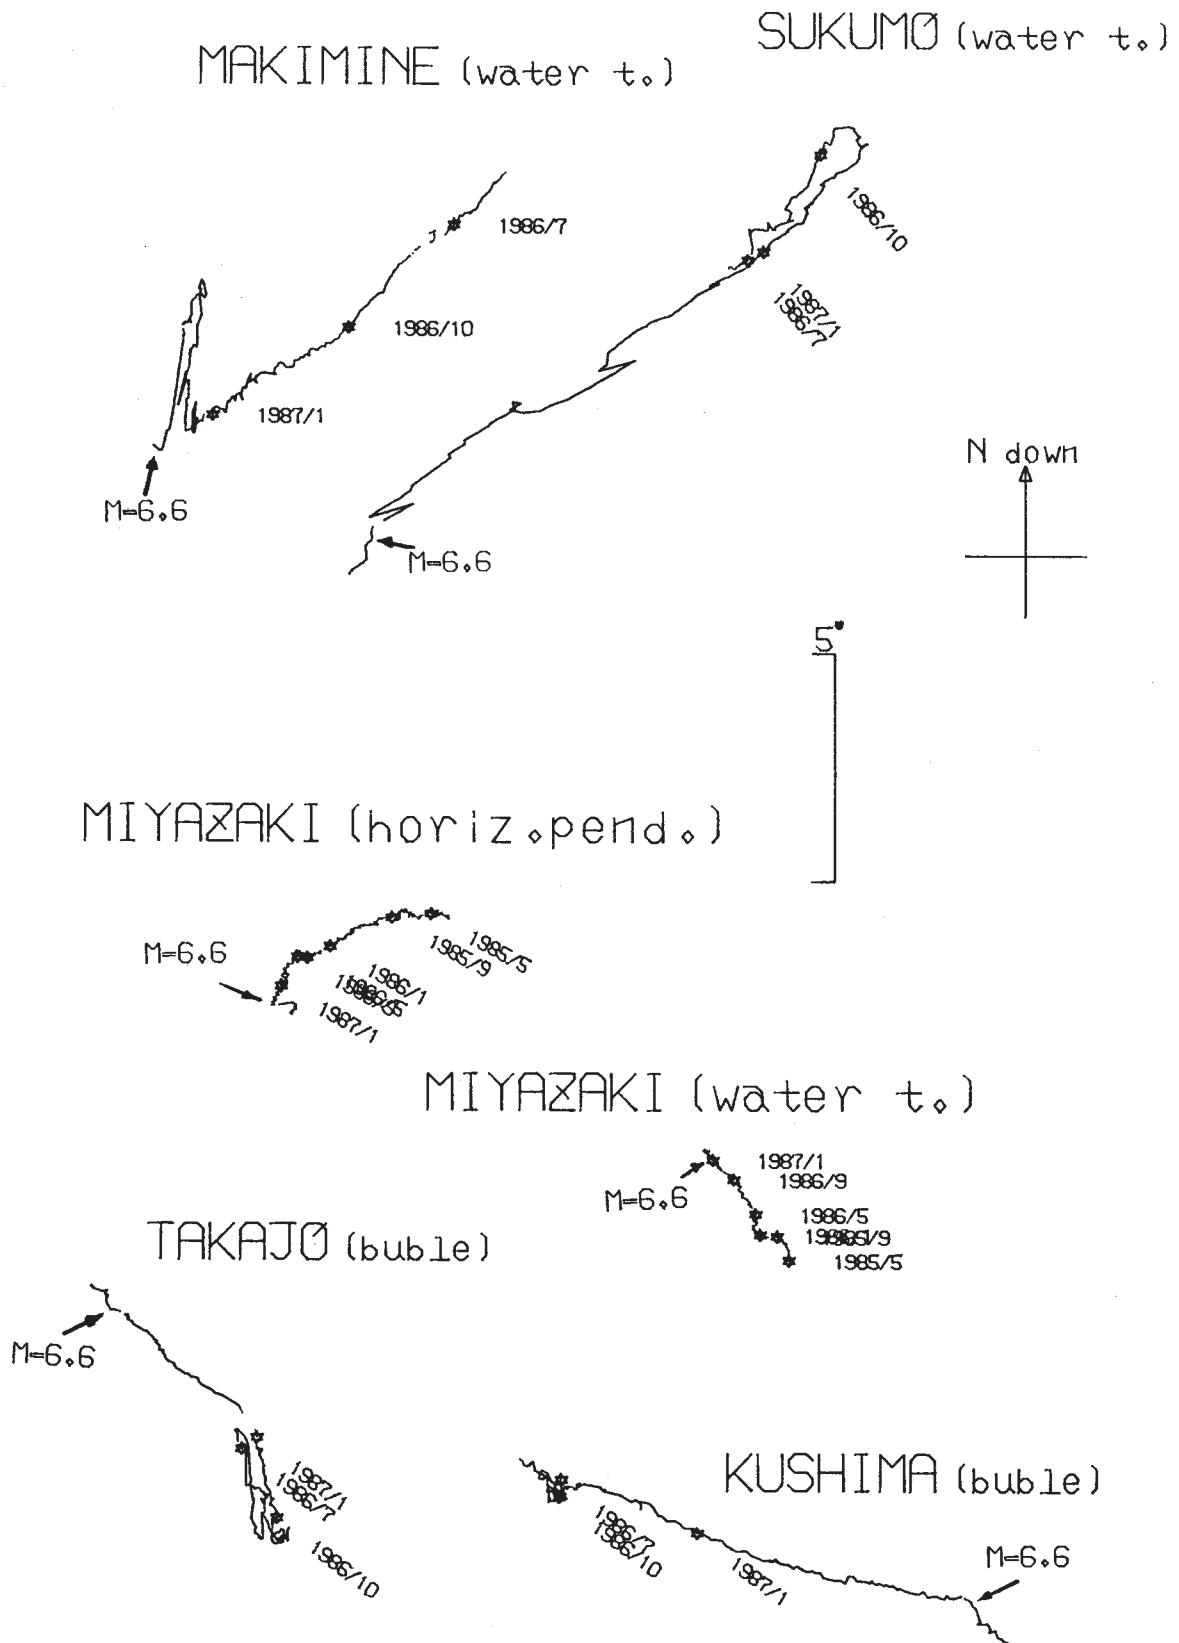 SUKUMO (water t.)
MAKIMINE (water t.)
1986/7
1986/10
1986/10
1987/1
1986/7
1987/1
N down
M=6.6
M=6.6
5"
MIYAZAKI (horiz.pend.)
M=6.6
1985/5
1985/9
1986/1
1987/1
MIYAZAKI (water t.)
1987/1
1986/9
M=6.6
1986/5
1985/5
TAKAJO (buble)
M=6.6
1987/1
1986/7
1986/10
KUSHIMA (buble)
1986/7
1986/10
1987/1
M=6.6